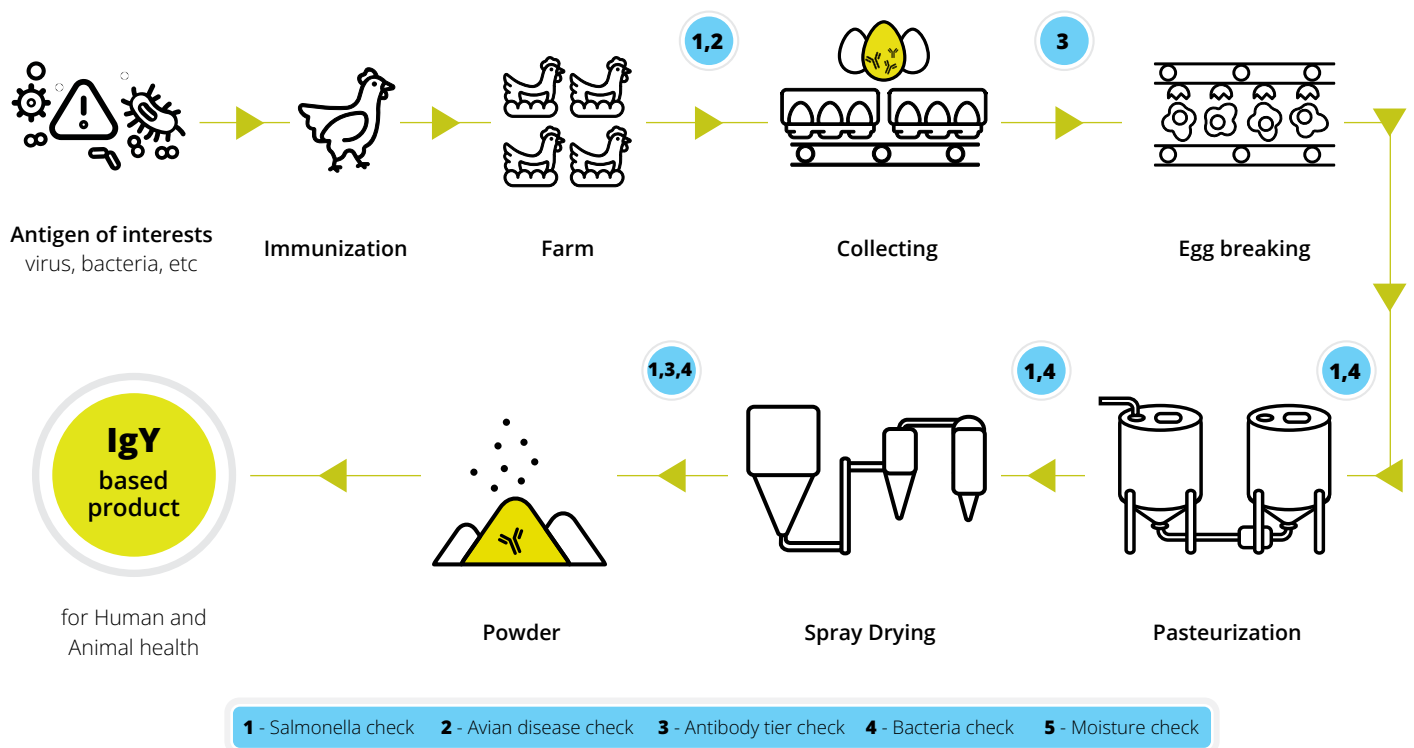 1,2
3
Antigen of interests
virus, bacteria, etc
Immunization
Farm
Collecting
Egg breaking
1,3,4
1,4
1,4
IgY
based
product
for Human and
Animal health
Powder
Spray Drying
Pasteurization
1 - Salmonella check 2 - Avian disease check 3 - Antibody tier check 4 - Bacteria check 5 - Moisture check